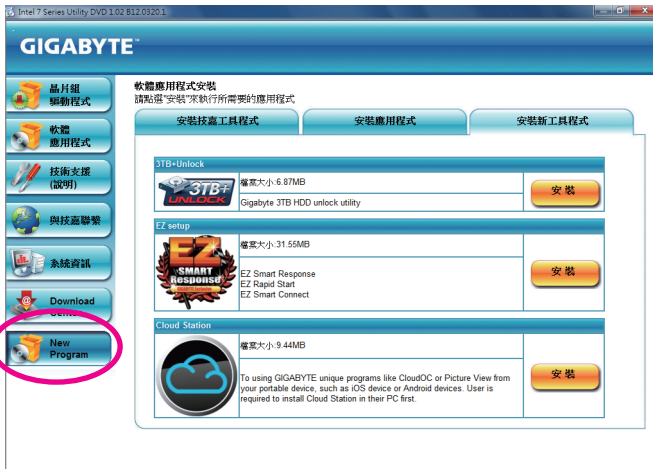 Intel 7 Series Utility DVD 1.02 B12.0320.1
GIGABYTE™
晶片組
驅動程式
軟體
應用程式
技術支援
(說明)
與技嘉聯繫
系統資訊
Download
Center
New
Program
軟體應用程式安裝
請點選"安裝"來執行所需要的應用程式
安裝技嘉工具程式
安裝應用程式
安裝新工具程式
3TB+Unlock
3TB+
UNLOCK
檔案大小:6.87MB
Gigabyte 3TB HDD unlock utility
安裝
EZ setup
EZ
SMART
Response
檔案大小:31.55MB
EZ Smart Response
EZ Rapid Start
EZ Smart Connect
安裝
Cloud Station
檔案大小:9.44MB
To using GIGABYTE unique programs like CloudOC or Picture View from
your portable device, such as iOS device or Android devices. User is
required to install Cloud Station in their PC first.
安裝